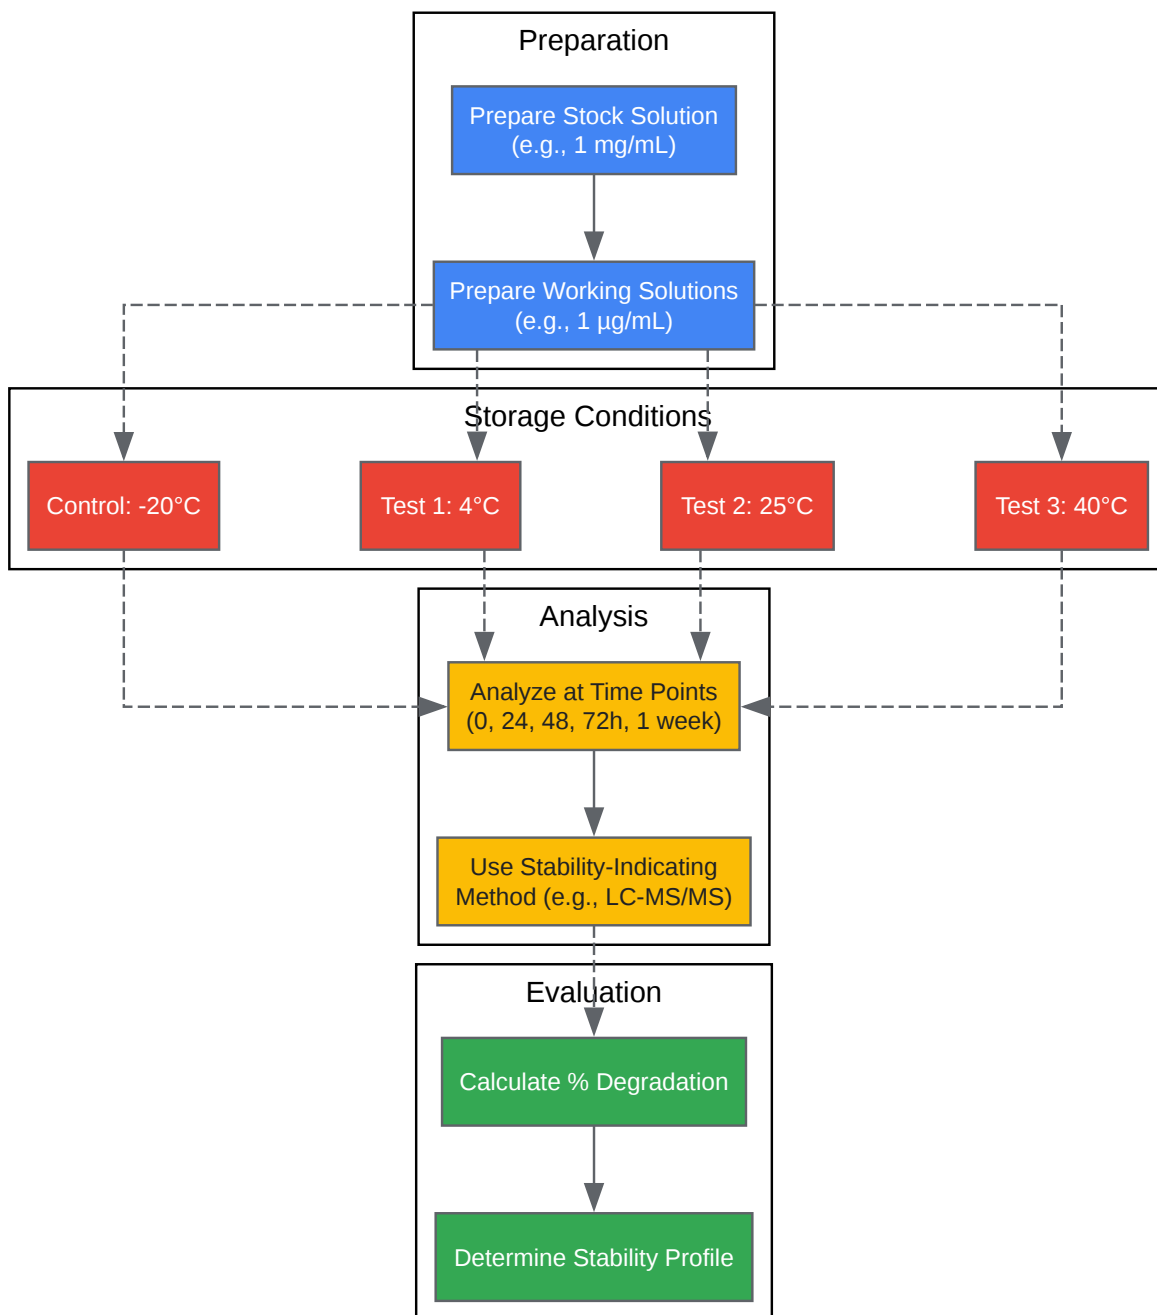 Preparation
Prepare Stock Solution
(e.g., 1 mg/mL)
Prepare Working Solutions
(e.g., 1 µg/mL)
Storage Conditions
Control: -20°C
Test 1: 4°C
Test 2: 25°C
Test 3: 40°C
Analysis
Analyze at Time Points
(0, 24, 48, 72h, 1 week)
Use Stability-Indicating
Method (e.g., LC-MS/MS)
Evaluation
Calculate % Degradation
Determine Stability Profile